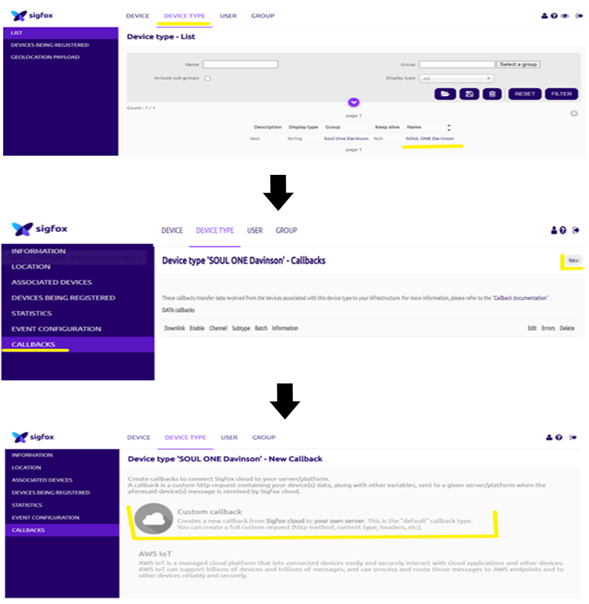 sigfox
DEVICE DEVICE TYPE USER GROUP
LIST
DEVICES BEING REGISTERED
GEOLOCATION PAYLOAD
Device type - List
Name Group Select a group
Include sub groups Display type All
RESET FILTER
Count : 1 / 1
page 1
Description Display type Group Keep alive Name
test String Soul One Davinson N/A SOUL ONE Davinson
page 1
sigfox
DEVICE DEVICE TYPE USER GROUP
INFORMATION
LOCATION
ASSOCIATED DEVICES
DEVICES BEING REGISTERED
STATISTICS
EVENT CONFIGURATION
CALLBACKS
Device type 'SOUL ONE Davinson' - Callbacks
New
These callbacks transfer data received from the devices associated with this device type to your infrastructure. For more information, please refer to the "Callback documentation"
DATA callbacks
Downlink Enable Channel Subtype Batch Information Edit Errors Delete
sigfox
DEVICE DEVICE TYPE USER GROUP
INFORMATION
LOCATION
ASSOCIATED DEVICES
DEVICES BEING REGISTERED
STATISTICS
EVENT CONFIGURATION
CALLBACKS
Device type 'SOUL ONE Davinson' - New Callback
Create callbacks to connect Sigfox cloud to your server/platform.
A callback is a custom http request containing your device(s) data, along with other variables, sent to a given server/platform when the
aforesaid device(s) message is received by Sigfox cloud.
Custom callback
Creates a new callback from Sigfox cloud to your own server. This is the "default" callback type.
You can create a full custom request (http method, content type, headers, etc).
AWS IoT
AWS IoT is a managed cloud platform that lets connected devices easily and securely interact with cloud applications and other devices.
AWS IoT can support billions of devices and trillions of messages, and can process and route those messages to AWS endpoints and to
other devices reliably and securely.